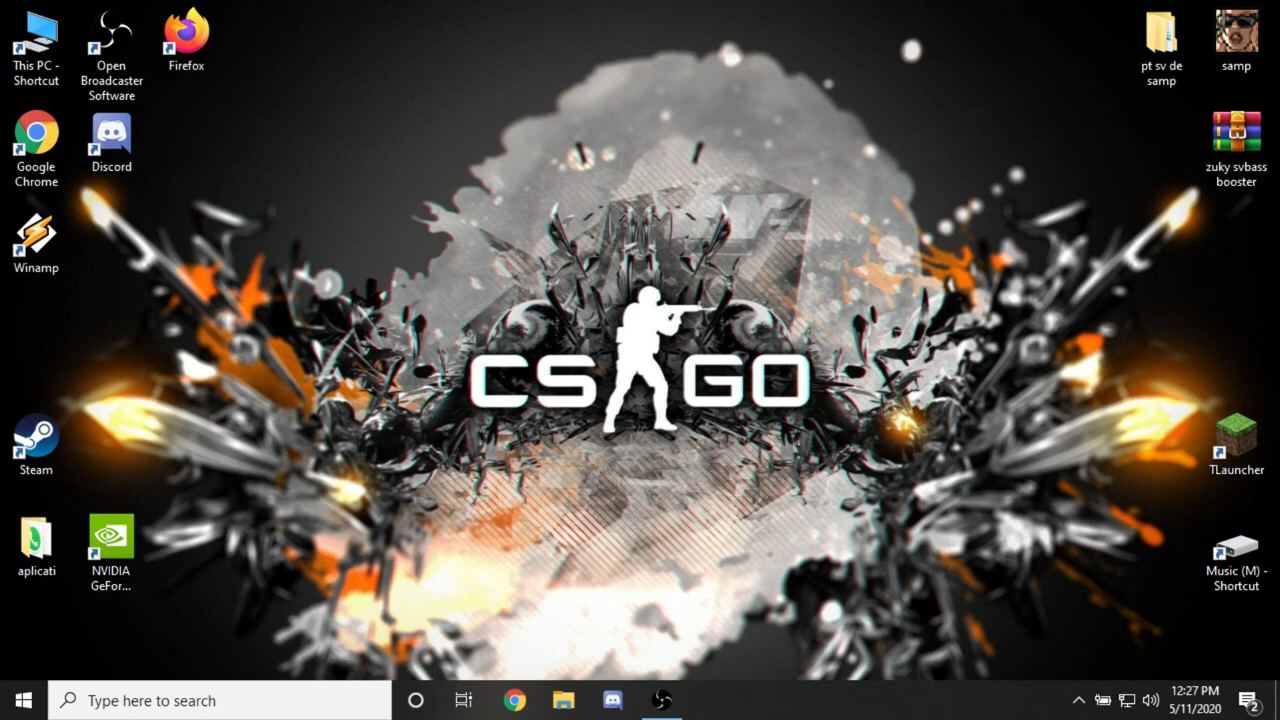 This PC -
Shortcut
Open
Broadcaster
Software
Firefox
pt sv de
samp
samp
Google
Chrome
Discord
zuky svbass
booster
Winamp
CS GO
Steam
TLauncher
aplicati
NVIDIA
GeFor...
Music (M) -
Shortcut
Type here to search
12:27 PM
5/11/2020
2